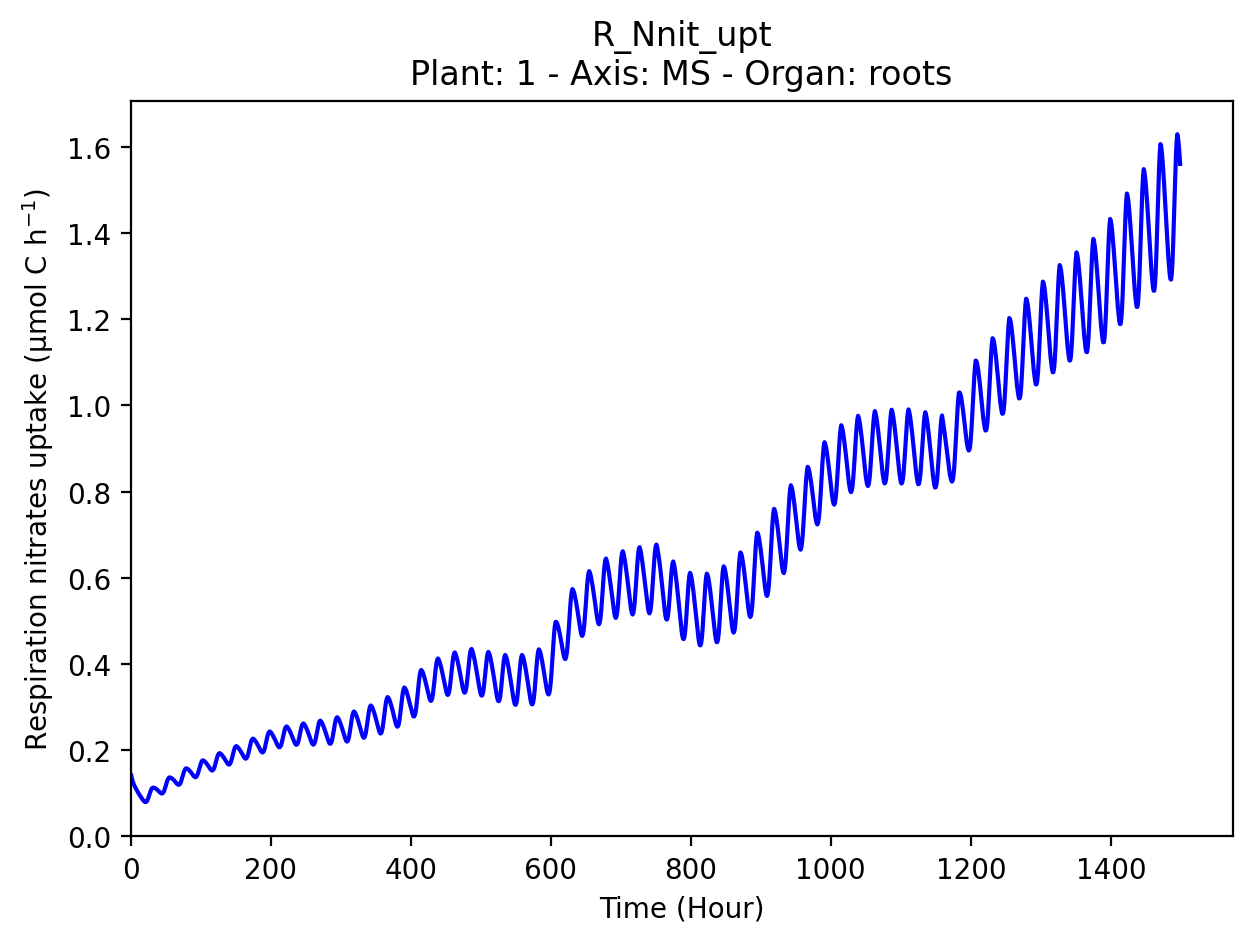 R_Nnit_upt
Plant: 1 - Axis: MS - Organ: roots
Respiration nitrates uptake (µmol C h⁻¹)
1.6
1.4
1.2
1.0
0.8
0.6
0.4
0.2
0.0
0 200 400 600 800 1000 1200 1400
Time (Hour)